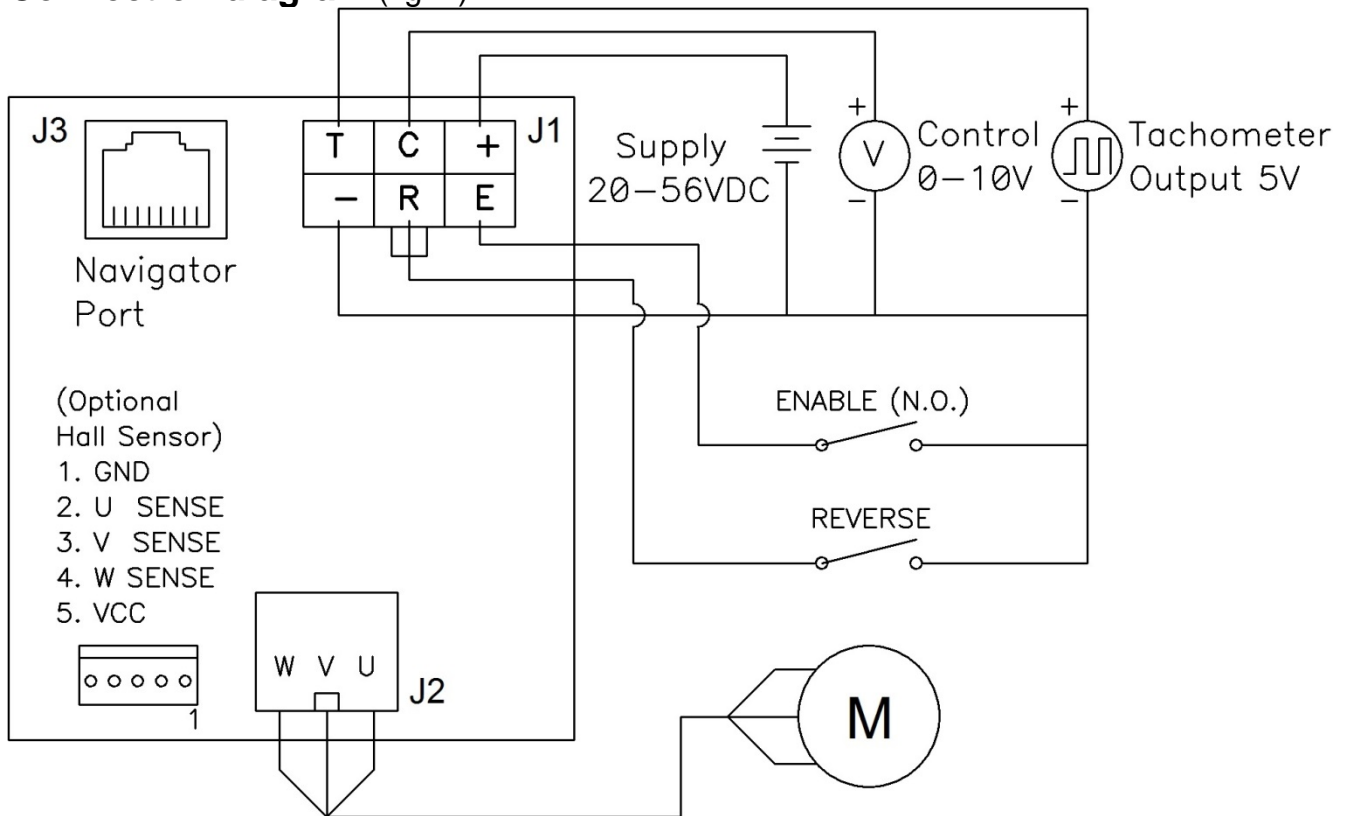 J3
T C + J1
- R E
Navigator
Port
Supply
20-56VDC
+
V
-
Control
0-10V
+
-
Tachometer
Output 5V
ENABLE (N.O.)
REVERSE
(Optional
Hall Sensor)
1. GND
2. U SENSE
3. V SENSE
4. W SENSE
5. VCC
1
W V U
J2
M